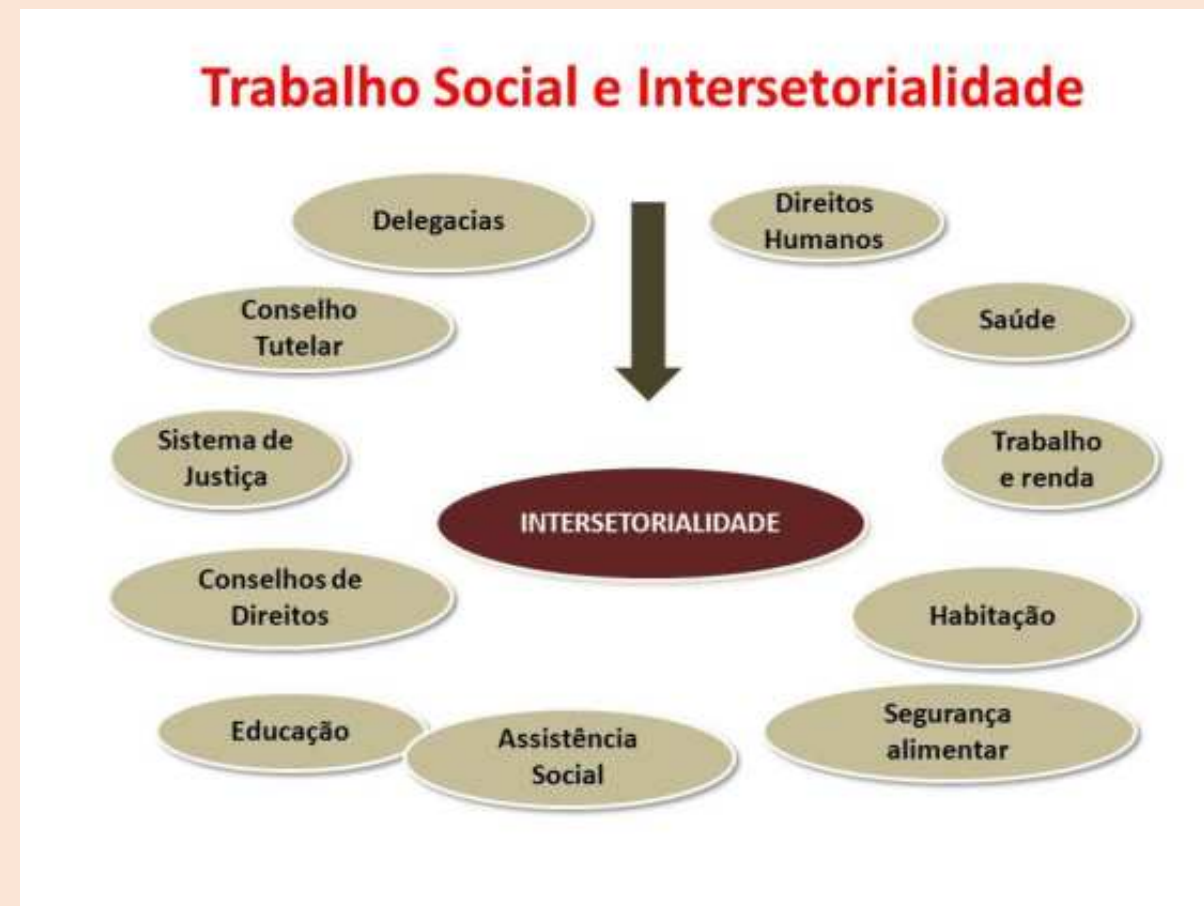 Trabalho Social e Intersetorialidade
Delegacias
Direitos
Humanos
Conselho
Tutelar
Saúde
Sistema de
Justiça
Trabalho
e renda
INTERSETORIALIDADE
Conselhos de
Direitos
Habitação
Educação
Assistência
Social
Segurança
alimentar